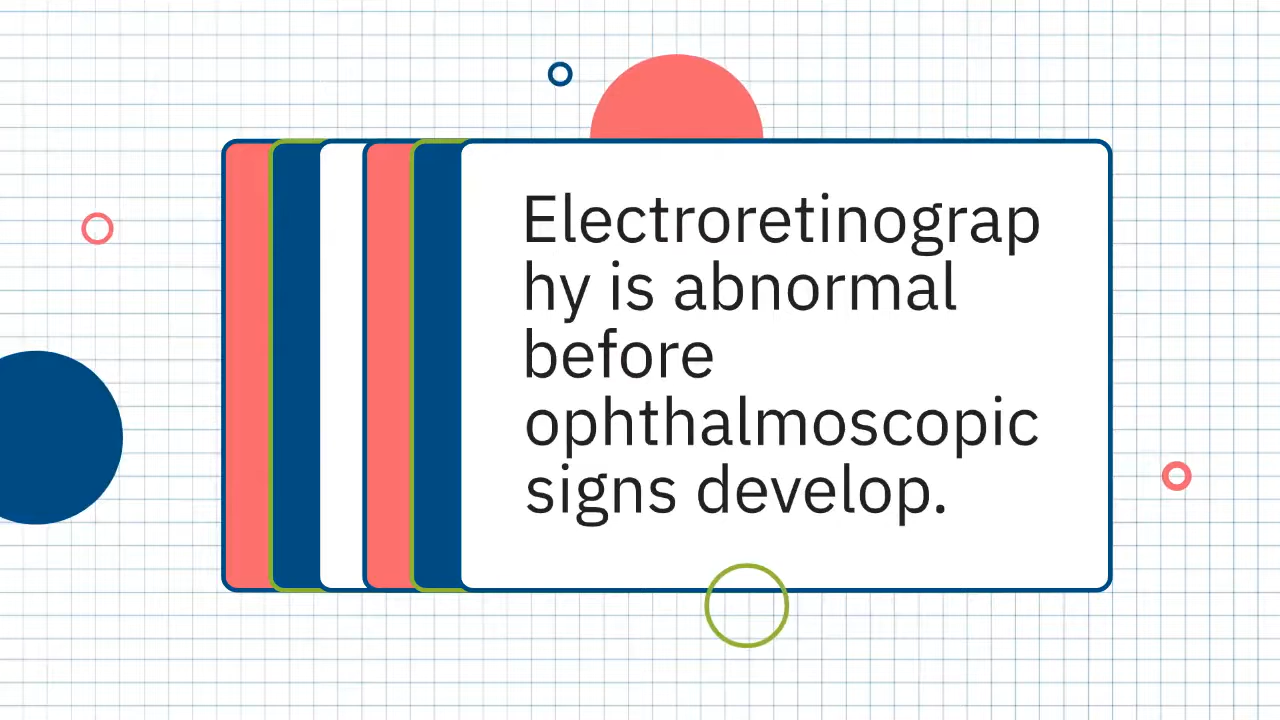 Electroretinograp
hy is abnormal
before
ophthalmoscopic
signs develop.